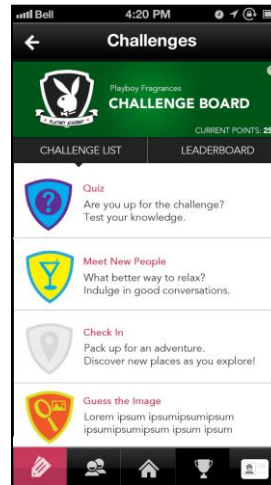 Bell 4:20 PM
Challenges
Playboy Fragrances
CHALLENGE BOARD
PLAYBOY ACADEMY
CURRENT POINTS: 25
CHALLENGE LIST LEADERBOARD
Quiz
Are you up for the challenge?
Test your knowledge.
Meet New People
What better way to relax?
Indulge in good conversations.
Check In
Pack up for an adventure.
Discover new places as you explore!
Guess the Image
Lorem ipsum ipsumipsumipsum
ipsumipsumipsum ipsum ipsum